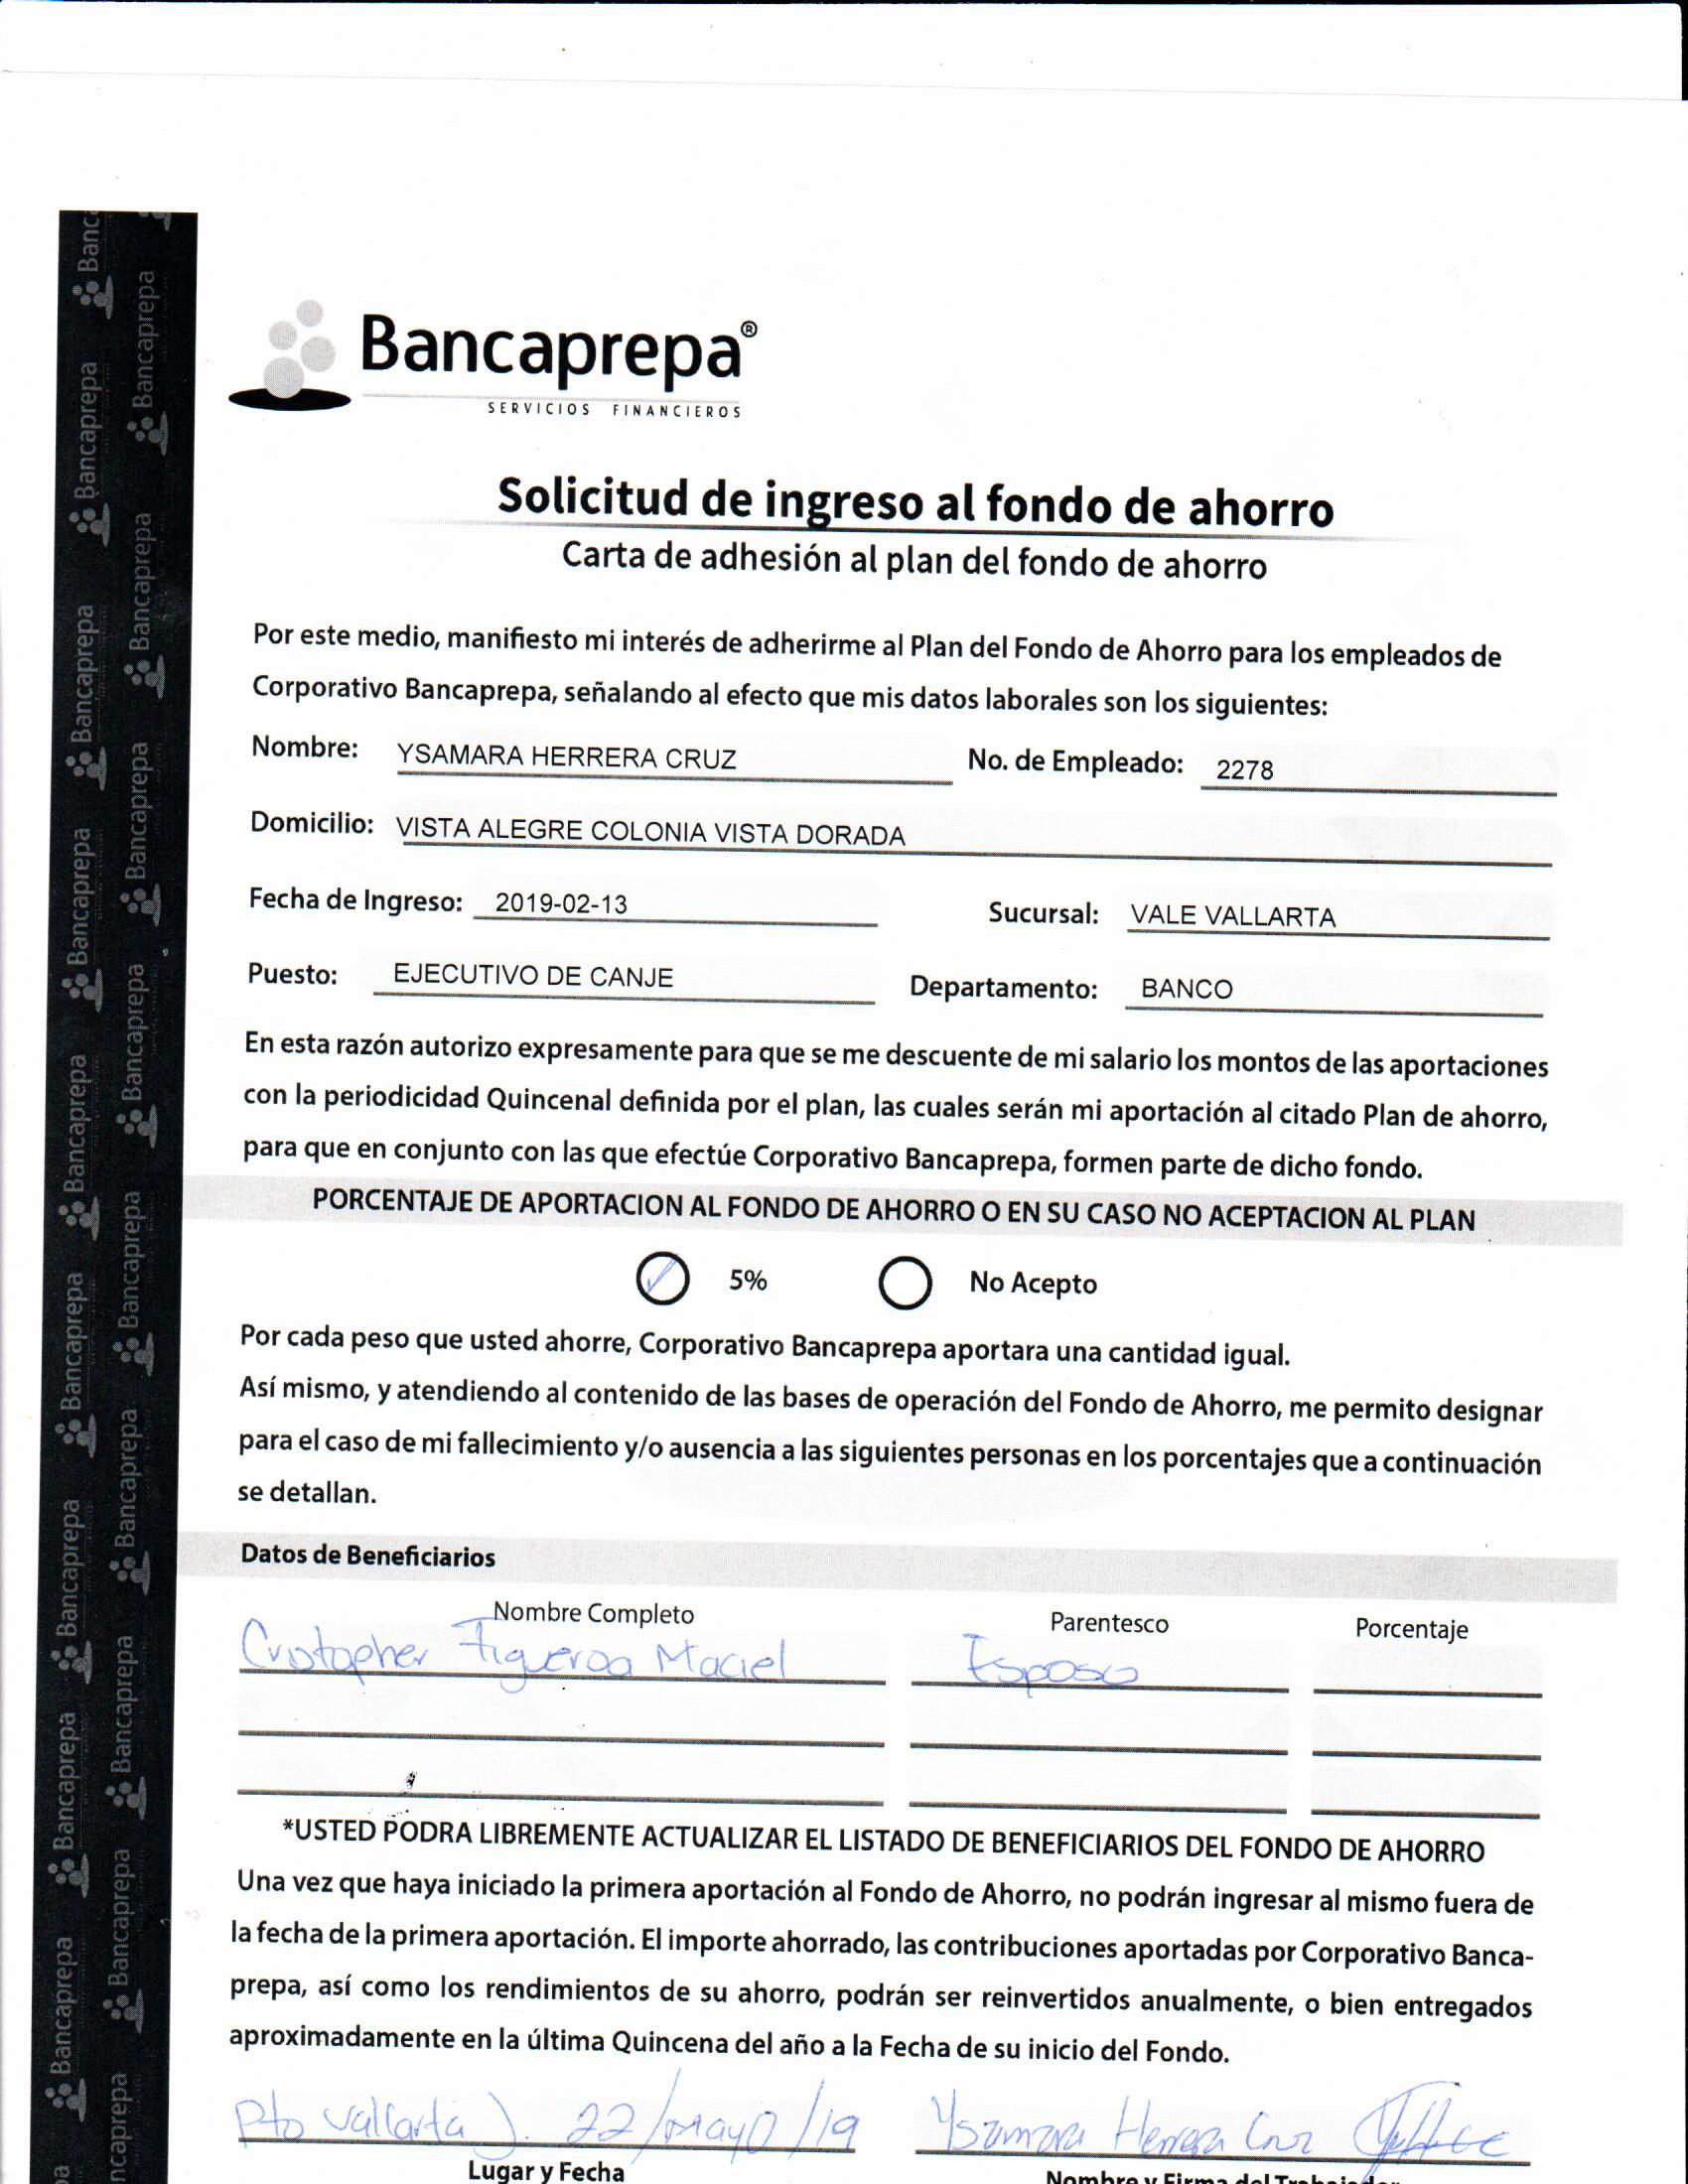 Bancaprepa®
SERVICIOS FINANCIEROS
Solicitud de ingreso al fondo de ahorro
Carta de adhesión al plan del fondo de ahorro
Por este medio, manifiesto mi interés de adherirme al Plan del Fondo de Ahorro para los empleados de
Corporativo Bancaprepa, señalando al efecto que mis datos laborales son los siguientes:
Nombre: YSAMARA HERRERA CRUZ No. de Empleado: 2278
Domicilio: VISTA ALEGRE COLONIA VISTA DORADA
Fecha de Ingreso: 2019-02-13 Sucursal: VALE VALLARTA
Puesto: EJECUTIVO DE CANJE Departamento: BANCO
En esta razón autorizo expresamente para que se me descuente de mi salario los montos de las aportaciones
con la periodicidad Quincenal definida por el plan, las cuales serán mi aportación al citado Plan de ahorro,
para que en conjunto con las que efectúe Corporativo Bancaprepa, formen parte de dicho fondo.
PORCENTAJE DE APORTACION AL FONDO DE AHORRO O EN SU CASO NO ACEPTACION AL PLAN
5% No Acepto
Por cada peso que usted ahorre, Corporativo Bancaprepa aportara una cantidad igual.
Así mismo, y atendiendo al contenido de las bases de operación del Fondo de Ahorro, me permito designar
para el caso de mi fallecimiento y/o ausencia a las siguientes personas en los porcentajes que a continuación
se detallan.
Datos de Beneficiarios
Nombre Completo Parentesco Porcentaje
Cristopher Figueroa Maciel Esposo
*USTED PODRA LIBREMENTE ACTUALIZAR EL LISTADO DE BENEFICIARIOS DEL FONDO DE AHORRO
Una vez que haya iniciado la primera aportación al Fondo de Ahorro, no podrán ingresar al mismo fuera de
la fecha de la primera aportación. El importe ahorrado, las contribuciones aportadas por Corporativo Banca-
prepa, así como los rendimientos de su ahorro, podrán ser reinvertidos anualmente, o bien entregados
aproximadamente en la última Quincena del año a la Fecha de su inicio del Fondo.
Pto Vallarta J. 22/Mayo/19 Ysamara Herrera Cruz
Lugar y Fecha Nombre y Firma del Trabajador